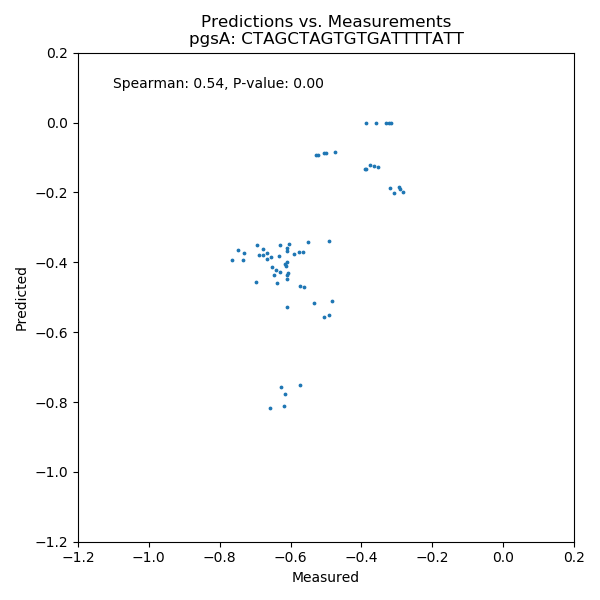 Predictions vs. Measurements
pgsA: CTAGCTAGTGTGATTTTATT
Spearman: 0.54, P-value: 0.00
0.2
0.0
−0.2
−0.4
−0.6
−0.8
−1.0
−1.2
Predicted
−1.2 −1.0 −0.8 −0.6 −0.4 −0.2 0.0 0.2
Measured